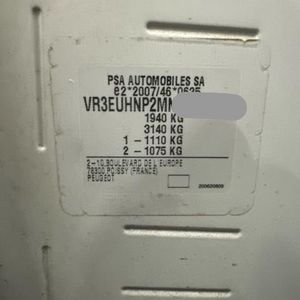 PSA AUTOMOBILES SA
e2*2007/46*0625
VR3EUHNP2MM
1940 KG
3140 KG
1 - 1110 KG
2 - 1075 KG
2-10 BOULEVARD DE L'EUROPE
78300 POISSY (FRANCE)
PEUGEOT